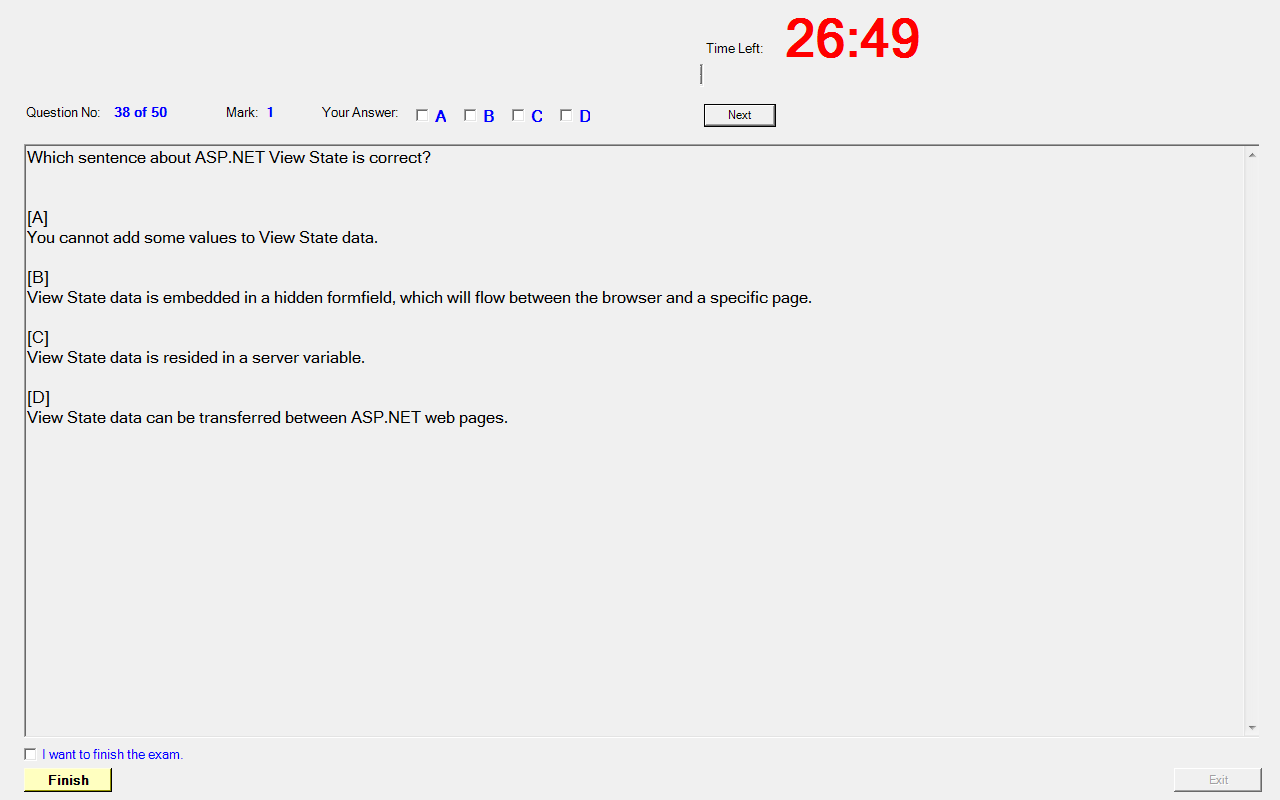 Time Left: 26:49
Question No: 38 of 50 Mark: 1 Your Answer: A B C D Next
Which sentence about ASP.NET View State is correct?
[A]
You cannot add some values to View State data.
[B]
View State data is embedded in a hidden formfield, which will flow between the browser and a specific page.
[C]
View State data is resided in a server variable.
[D]
View State data can be transferred between ASP.NET web pages.
I want to finish the exam.
Finish Exit